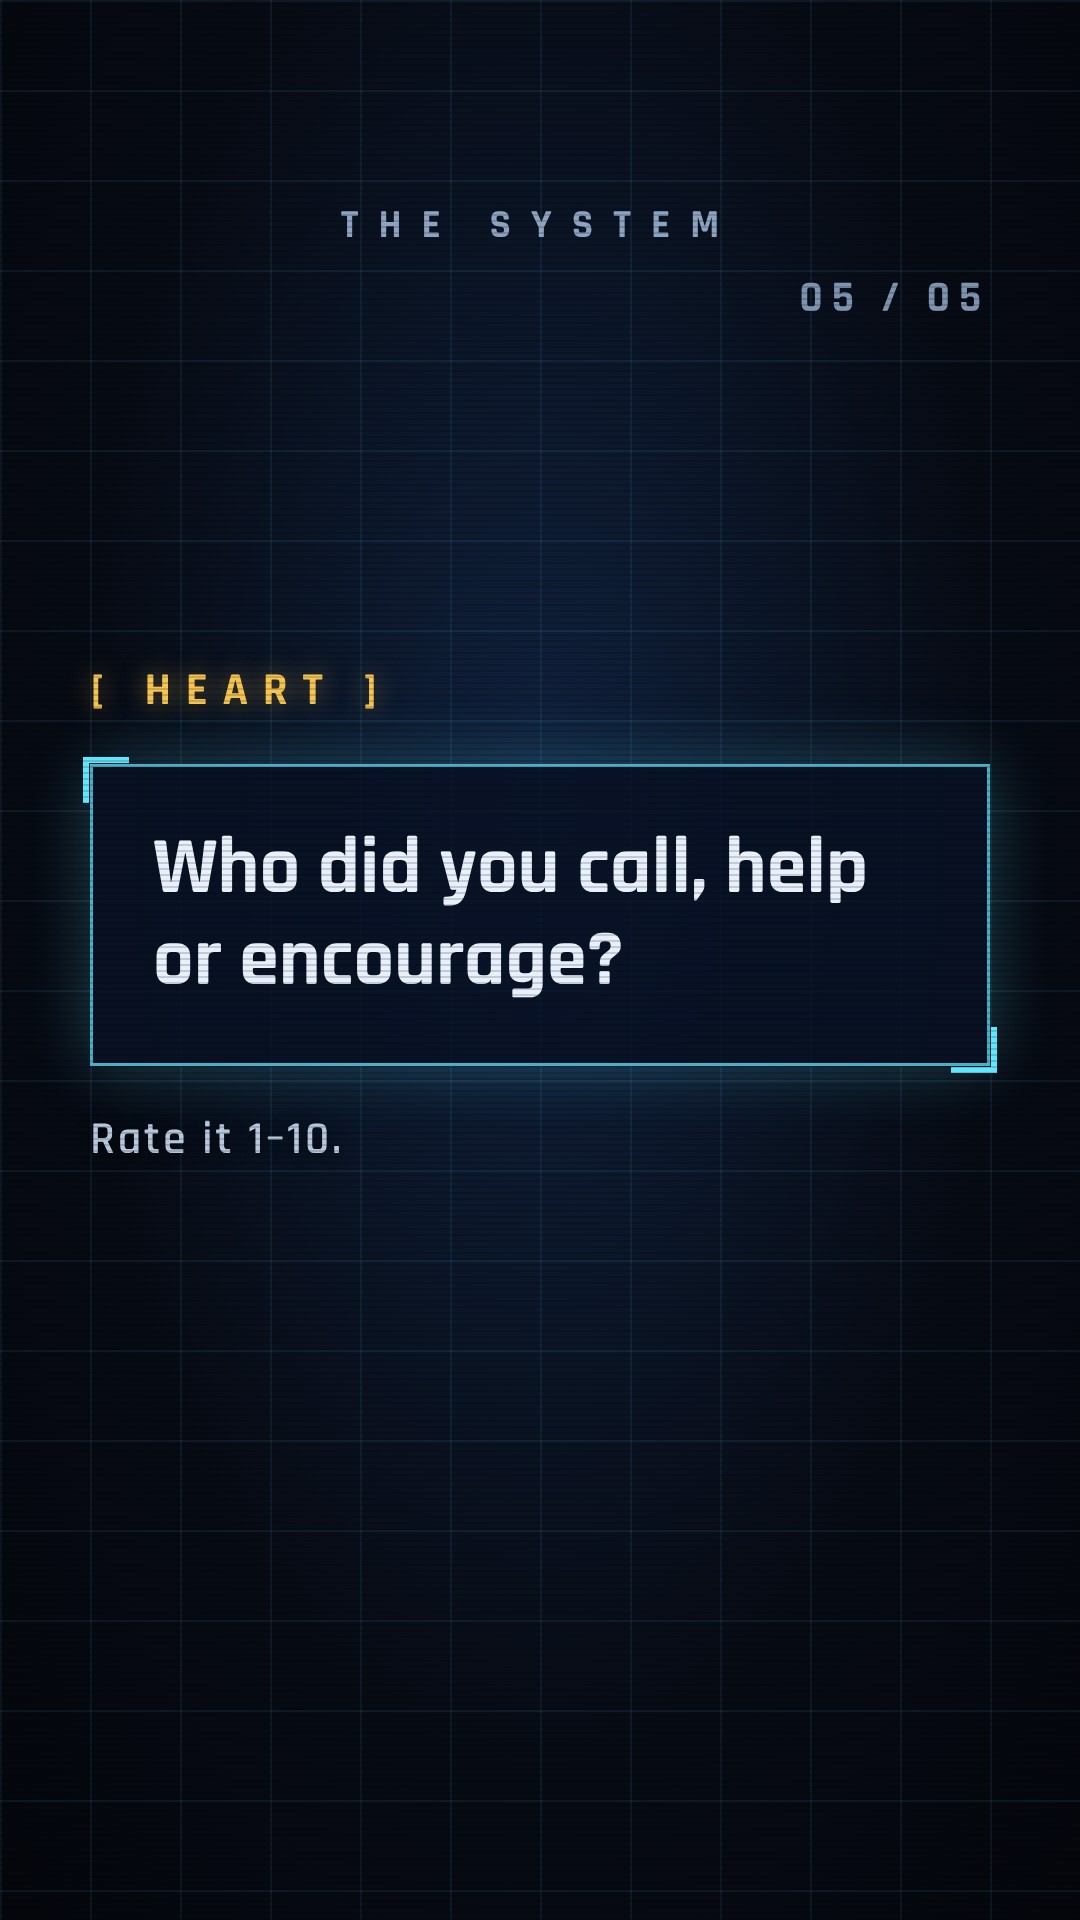 THE SYSTEM
05 / 05
[ HEART ]
Who did you call, help
or encourage?
Rate it 1-10.